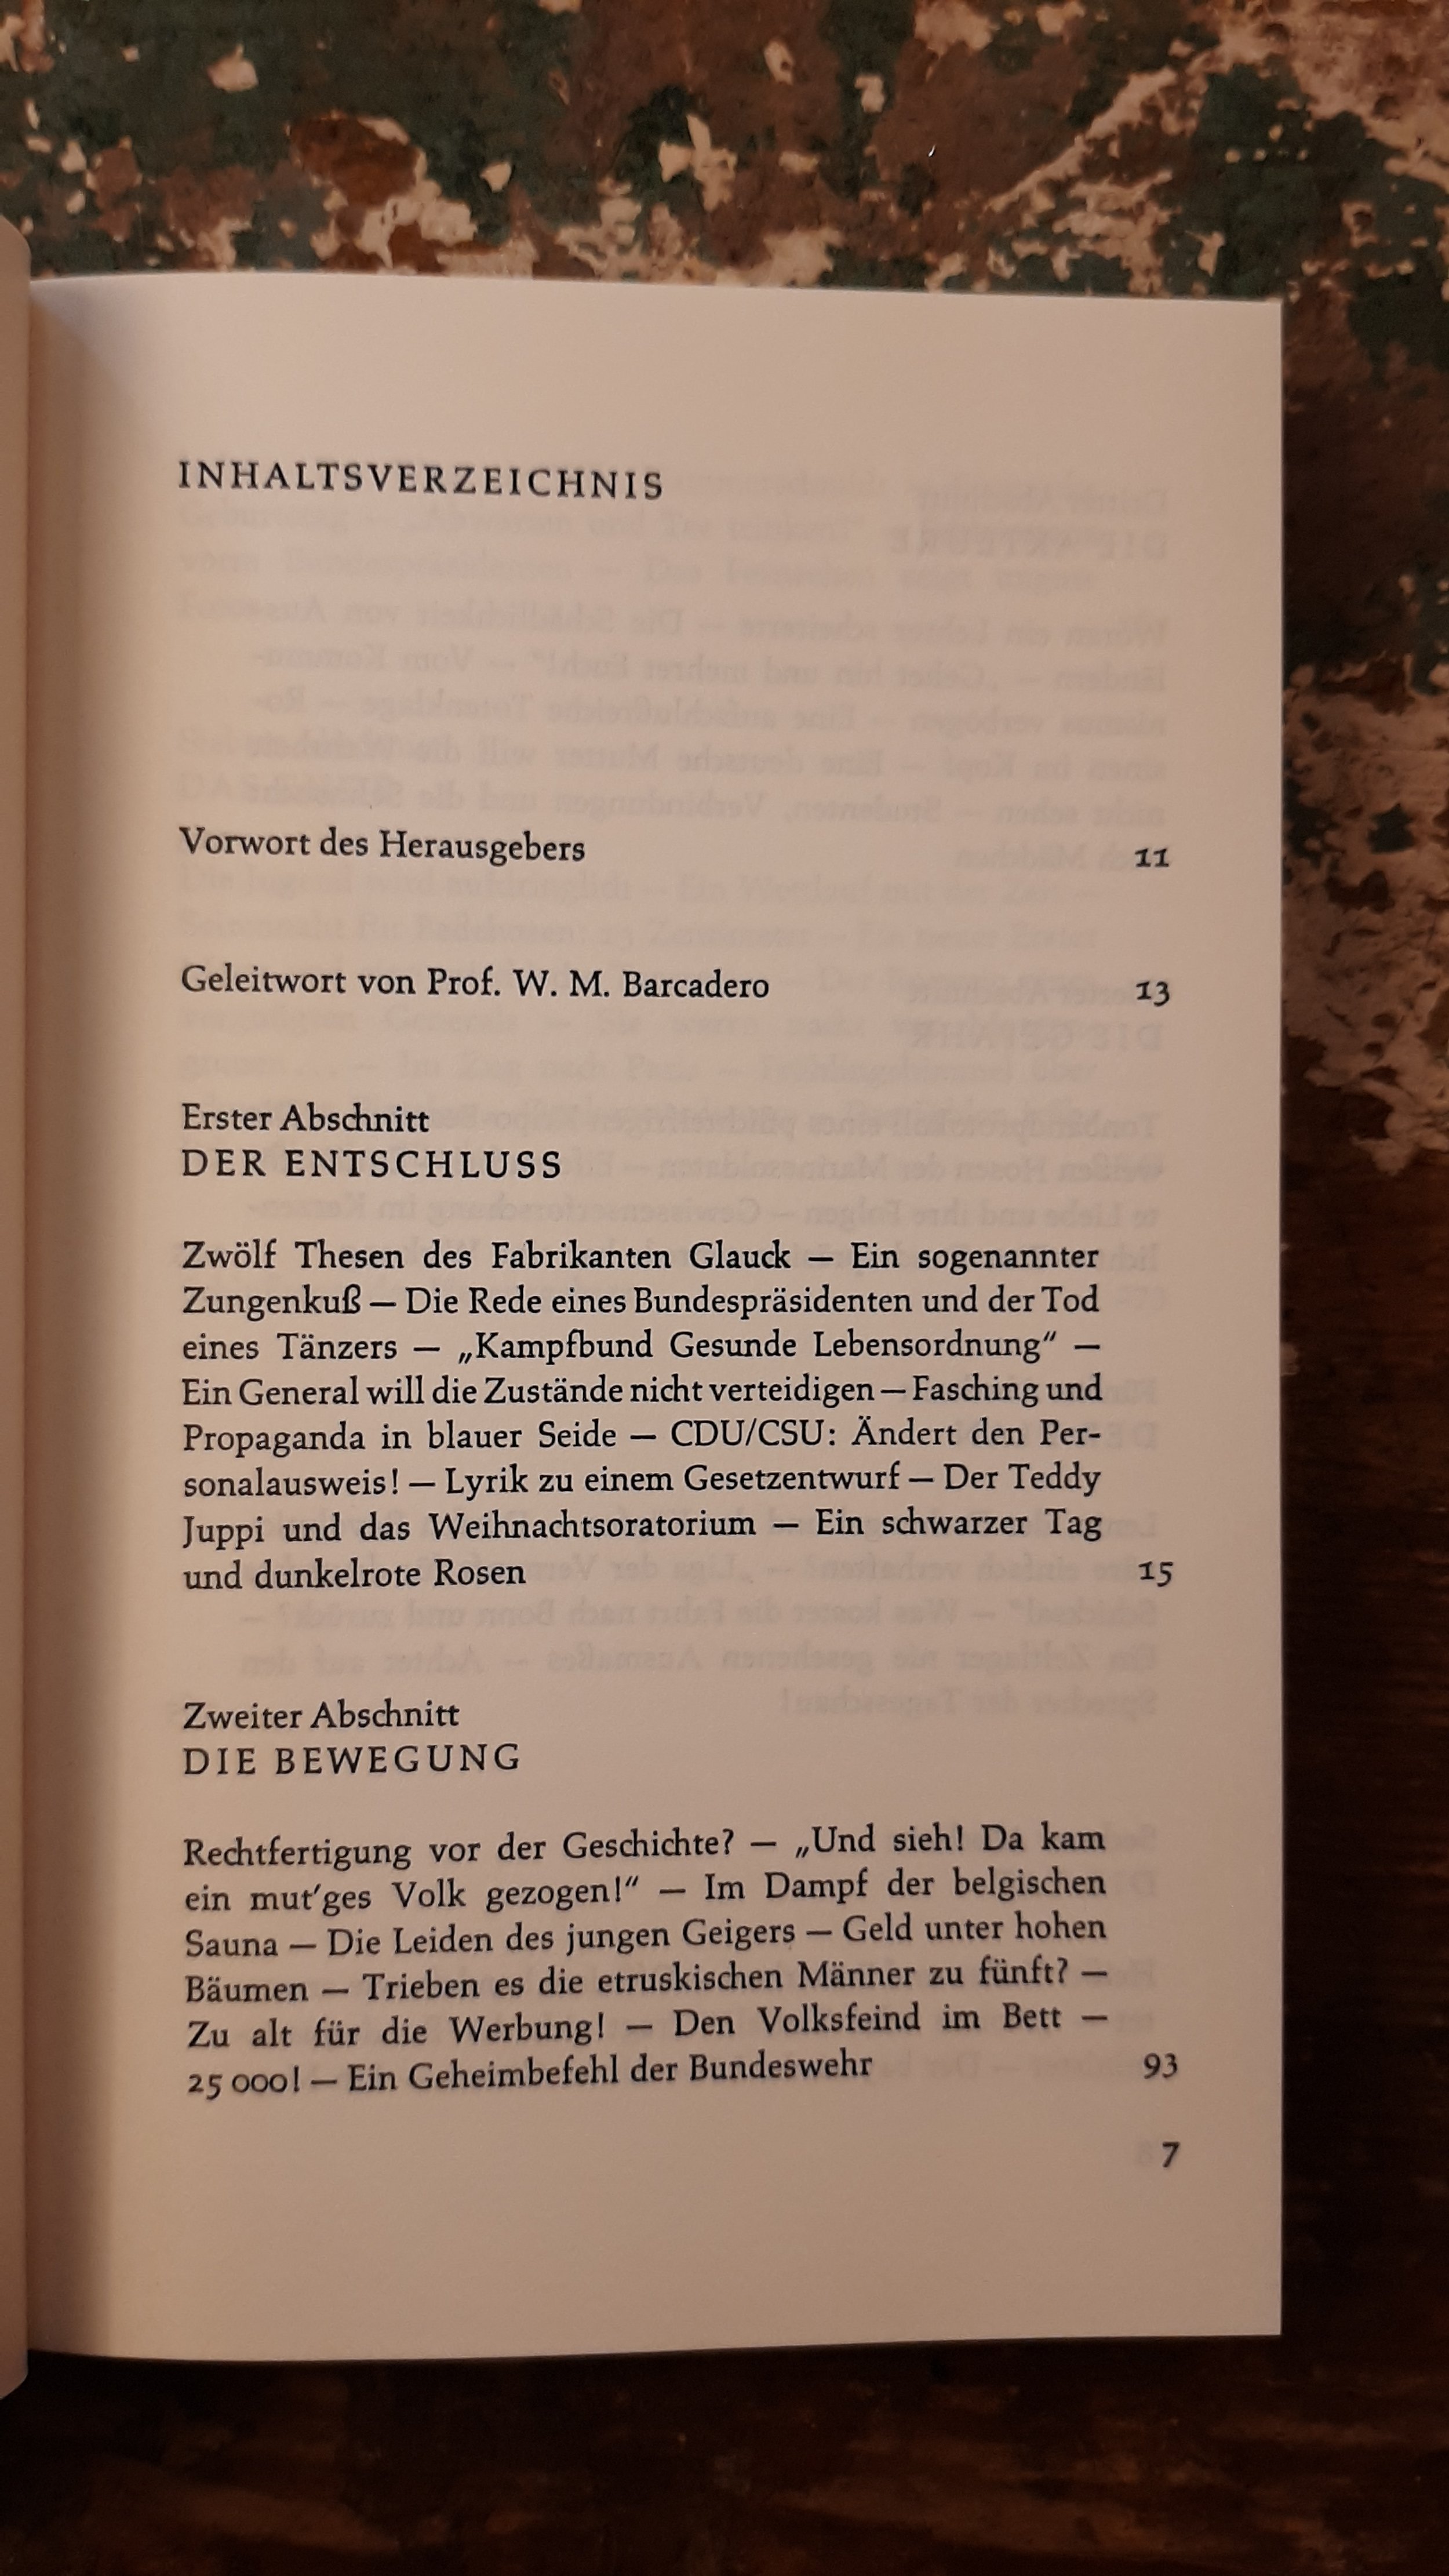 INHALTSVERZEICHNIS
Vorwort des Herausgebers 11
Geleitwort von Prof. W. M. Barcadero 13
Erster Abschnitt
DER ENTSCHLUSS
Zwölf Thesen des Fabrikanten Glauck — Ein sogenannter
Zungenkuß — Die Rede eines Bundespräsidenten und der Tod
eines Tänzers — „Kampfbund Gesunde Lebensordnung“ —
Ein General will die Zustände nicht verteidigen — Fasching und
Propaganda in blauer Seide — CDU/CSU: Ändert den Per-
sonalausweis! — Lyrik zu einem Gesetzentwurf — Der Teddy
Juppi und das Weihnachtsoratorium — Ein schwarzer Tag
und dunkelrote Rosen 15
Zweiter Abschnitt
DIE BEWEGUNG
Rechtfertigung vor der Geschichte? — „Und sieh! Da kam
ein mut’ges Volk gezogen!“ — Im Dampf der belgischen
Sauna — Die Leiden des jungen Geigers — Geld unter hohen
Bäumen — Trieben es die etruskischen Männer zu fünft? —
Zu alt für die Werbung! — Den Volksfeind im Bett —
25 000! — Ein Geheimbefehl der Bundeswehr 93
7